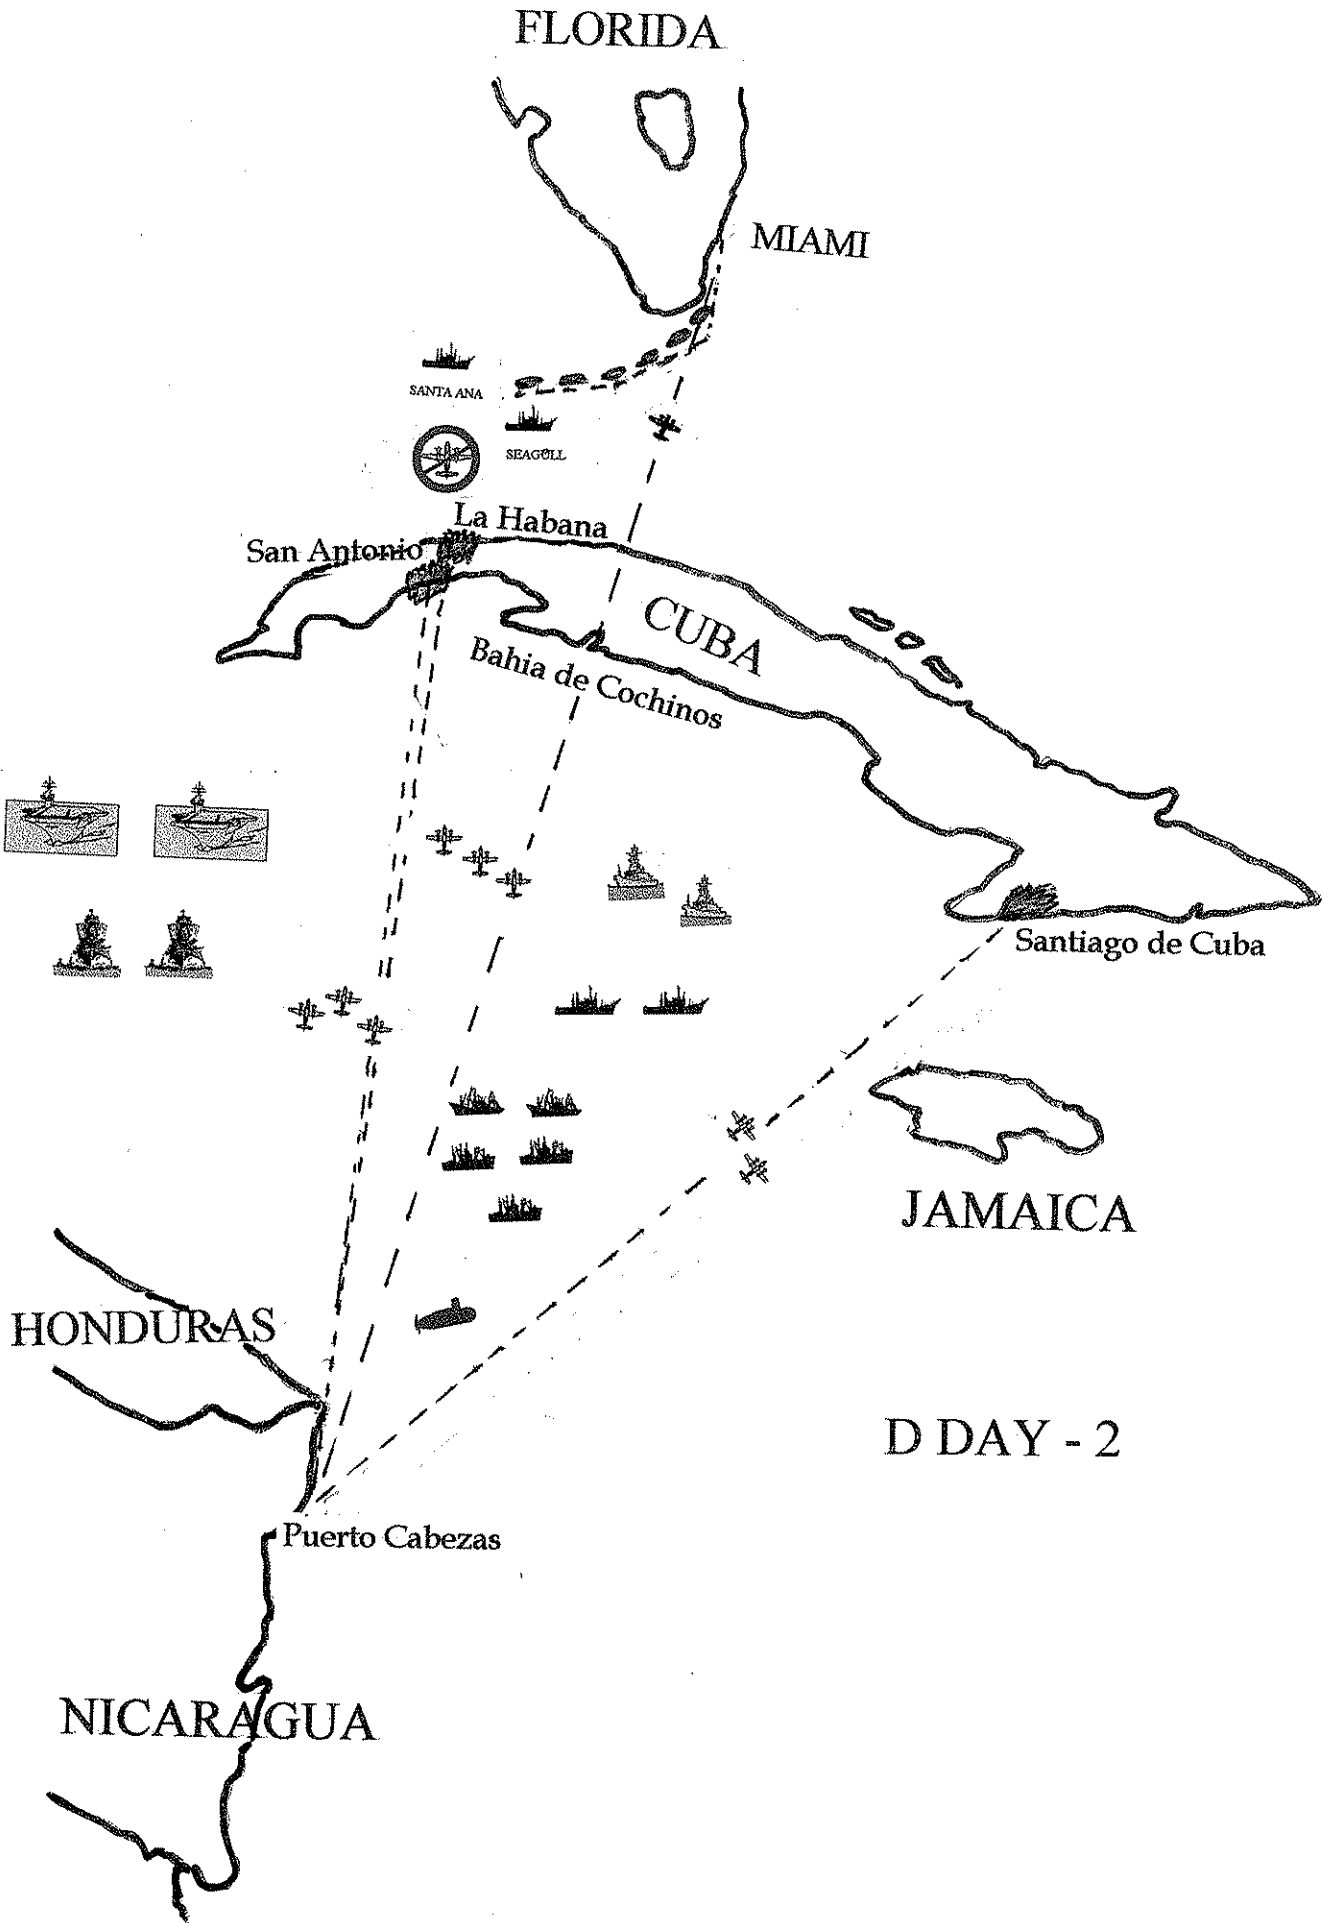 FLORIDA
MIAMI
SANTA ANA
SEAGULL
La Habana
San Antonio
CUBA
Bahia de Cochinos
Santiago de Cuba
JAMAICA
HONDURAS
D DAY - 2
Puerto Cabezas
NICARAGUA